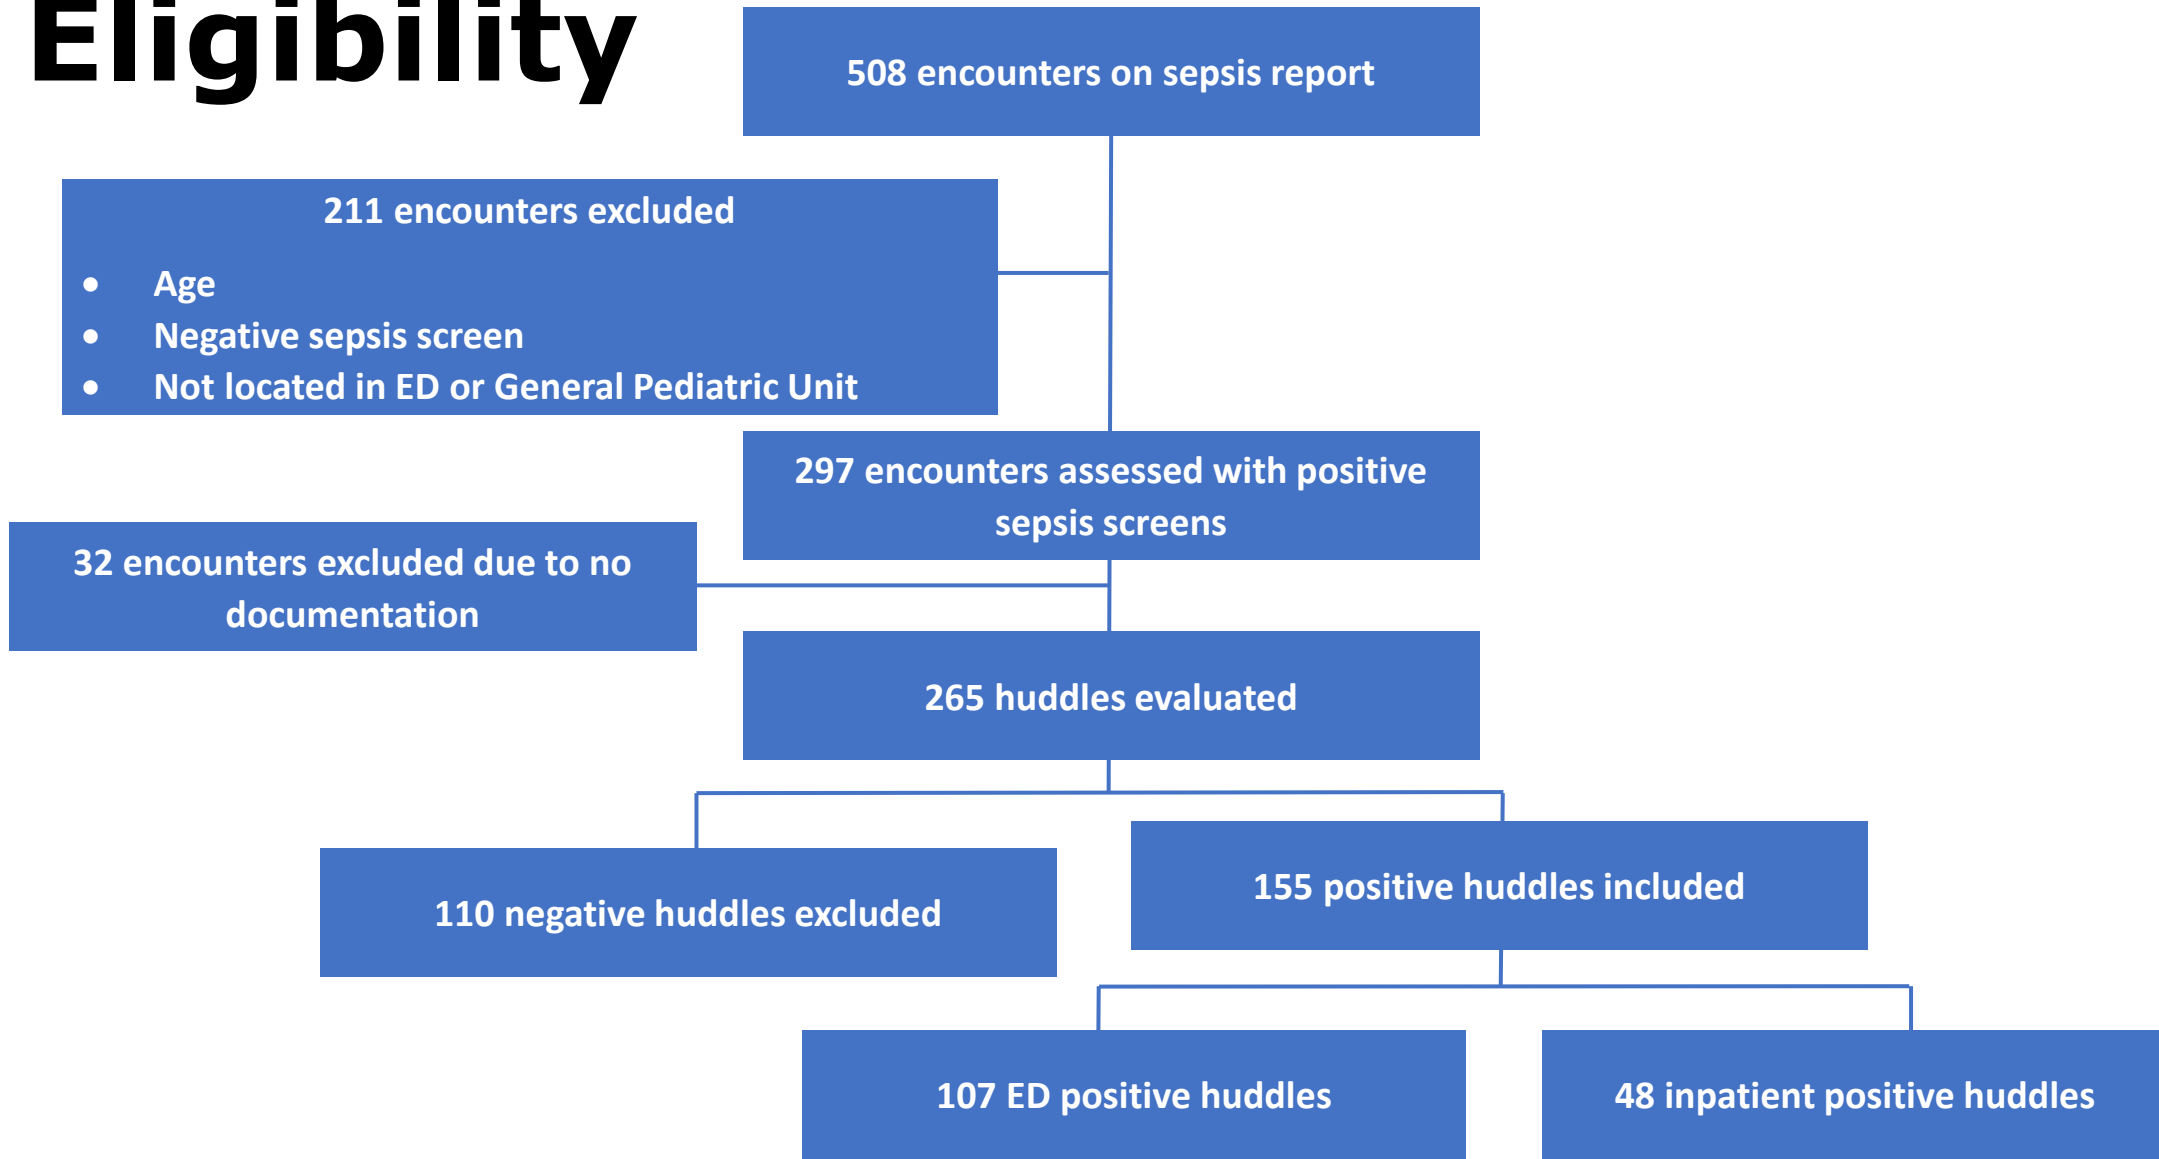 Eligibility
508 encounters on sepsis report
211 encounters excluded
• Age
• Negative sepsis screen
• Not located in ED or General Pediatric Unit
297 encounters assessed with positive
sepsis screens
32 encounters excluded due to no
documentation
265 huddles evaluated
110 negative huddles excluded
155 positive huddles included
107 ED positive huddles
48 inpatient positive huddles